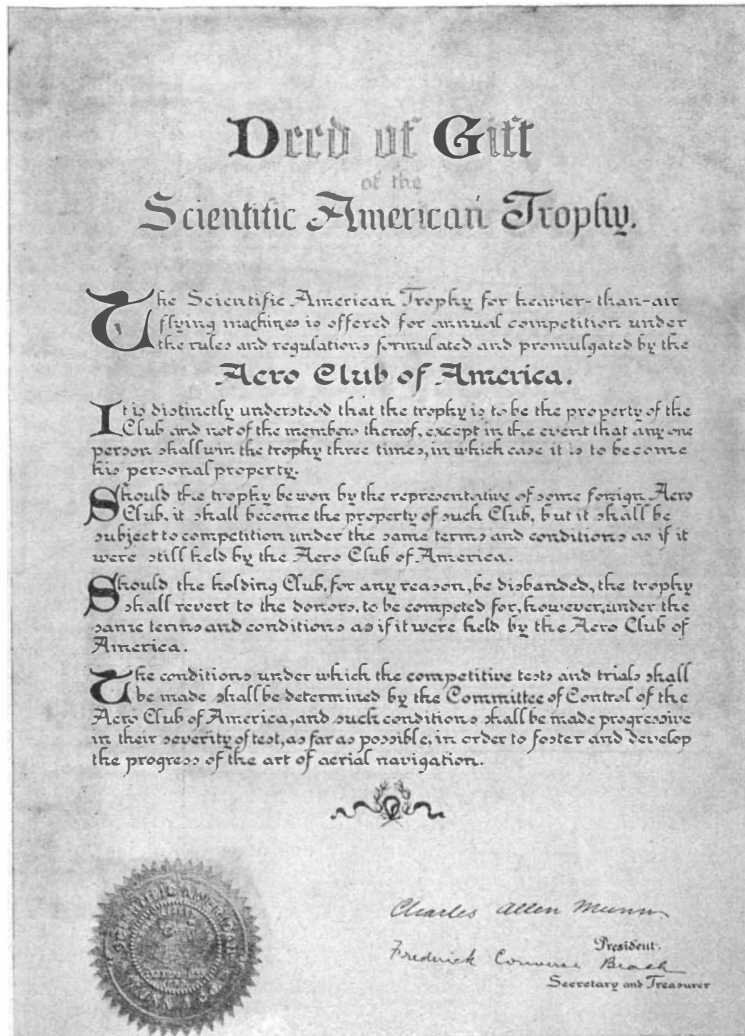 Deed of Gift
of the
Scientific American Trophy.
The Scientific American Trophy for heavier-than-air
flying machines is offered for annual competition under
the rules and regulations formulated and promulgated by the
Aero Club of America.
It is distinctly understood that the trophy is to be the property of the
Club and not of the members thereof, except in the event that any one
person shall win the trophy three times, in which case it is to become
his personal property.
Should the trophy be won by the representative of some foreign Aero
Club, it shall become the property of such Club, but it shall be
subject to competition under the same terms and conditions as if it
were still held by the Aero Club of America.
Should the holding Club, for any reason, be disbanded, the trophy
shall revert to the donors, to be competed for, however, under the
same terms and conditions as if it were held by the Aero Club of
America.
The conditions under which the competitive tests and trials shall
be made shall be determined by the Committee of Control of the
Aero Club of America, and such conditions shall be made progressive
in their severity of test, as far as possible, in order to foster and develop
the progress of the art of aerial navigation.
SCIENTIFIC AMERICAN
Charles Allen Munn
President.
Frederick Converse Beach
Secretary and Treasurer